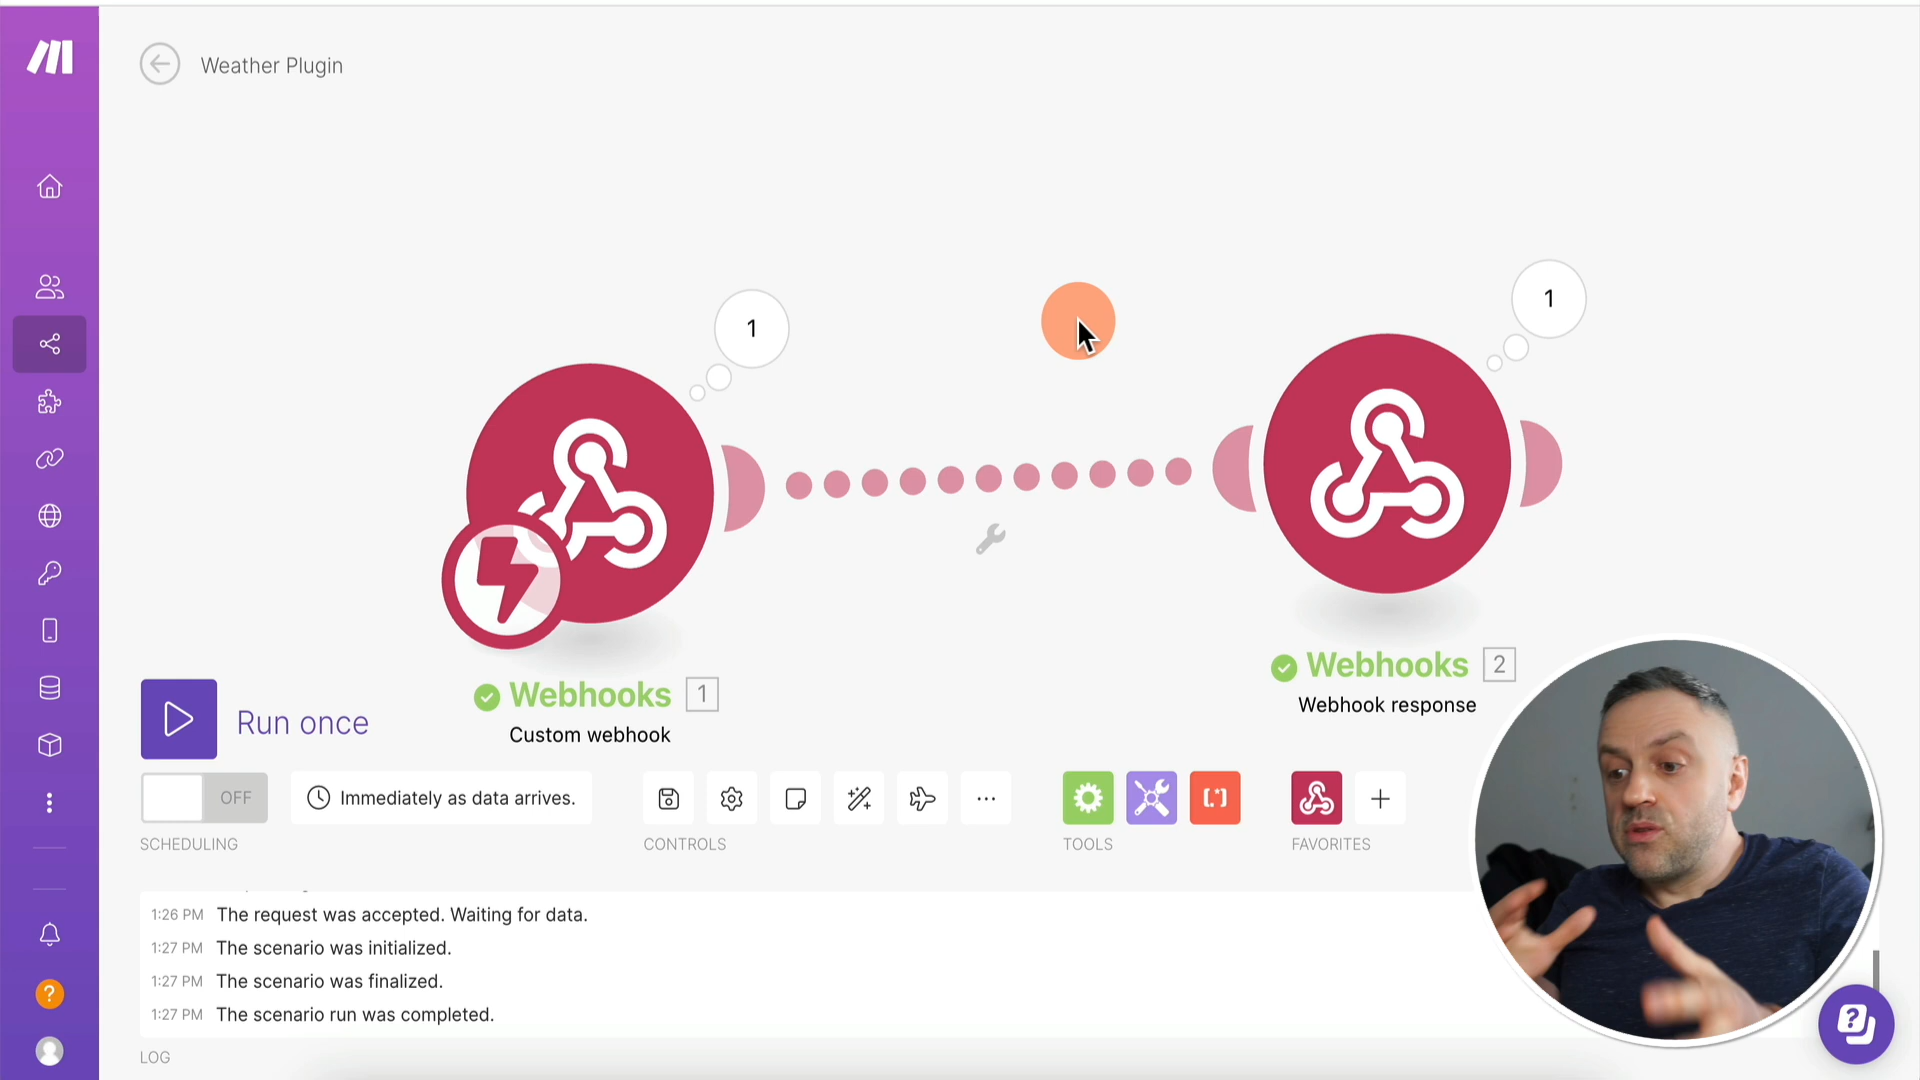 Weather Plugin
1
1
Webhooks 1
Custom webhook
Webhooks 2
Webhook response
Run once
OFF
Immediately as data arrives.
SCHEDULING
CONTROLS
TOOLS
FAVORITES
1:26 PM The request was accepted. Waiting for data.
1:27 PM The scenario was initialized.
1:27 PM The scenario was finalized.
1:27 PM The scenario run was completed.
LOG